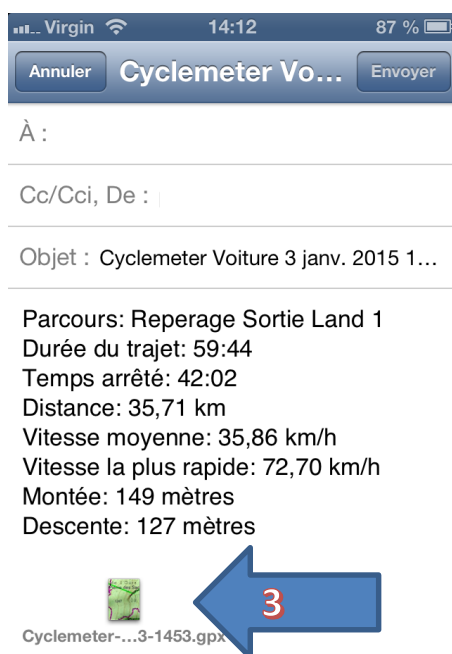 Virgin 14:12 87 %
Annuler Cyclemeter Vo... Envoyer
À :
Cc/Cci, De :
Objet : Cyclemeter Voiture 3 janv. 2015 1...
Parcours: Reperage Sortie Land 1
Durée du trajet: 59:44
Temps arrêté: 42:02
Distance: 35,71 km
Vitesse moyenne: 35,86 km/h
Vitesse la plus rapide: 72,70 km/h
Montée: 149 mètres
Descente: 127 mètres
3
Cyclemeter-...3-1453.gpx